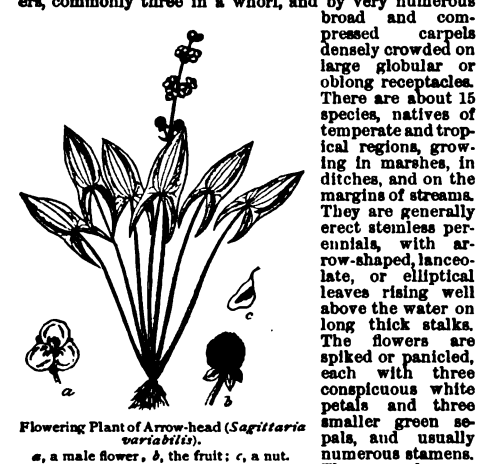 ers, commonly three in a whorl, and by very numerous
broad and com-
pressed carpels
densely crowded on
large globular or
oblong receptacles.
There are about 15
species, natives of
temperate and trop-
ical regions, grow-
ing in marshes, in
ditches, and on the
margins of streams.
They are generally
erect stemless per-
ennials, with ar-
row-shaped, lanceo-
late, or elliptical
leaves rising well
above the water on
long thick stalks.
The flowers are
spiked or panicled,
each with three
conspicuous white
petals and three
smaller green se-
pals, and usually
numerous stamens.
a
b
c
Flowering Plant of Arrow-head (Sagittaria
variabilis).
a, a male flower, b, the fruit; c, a nut.